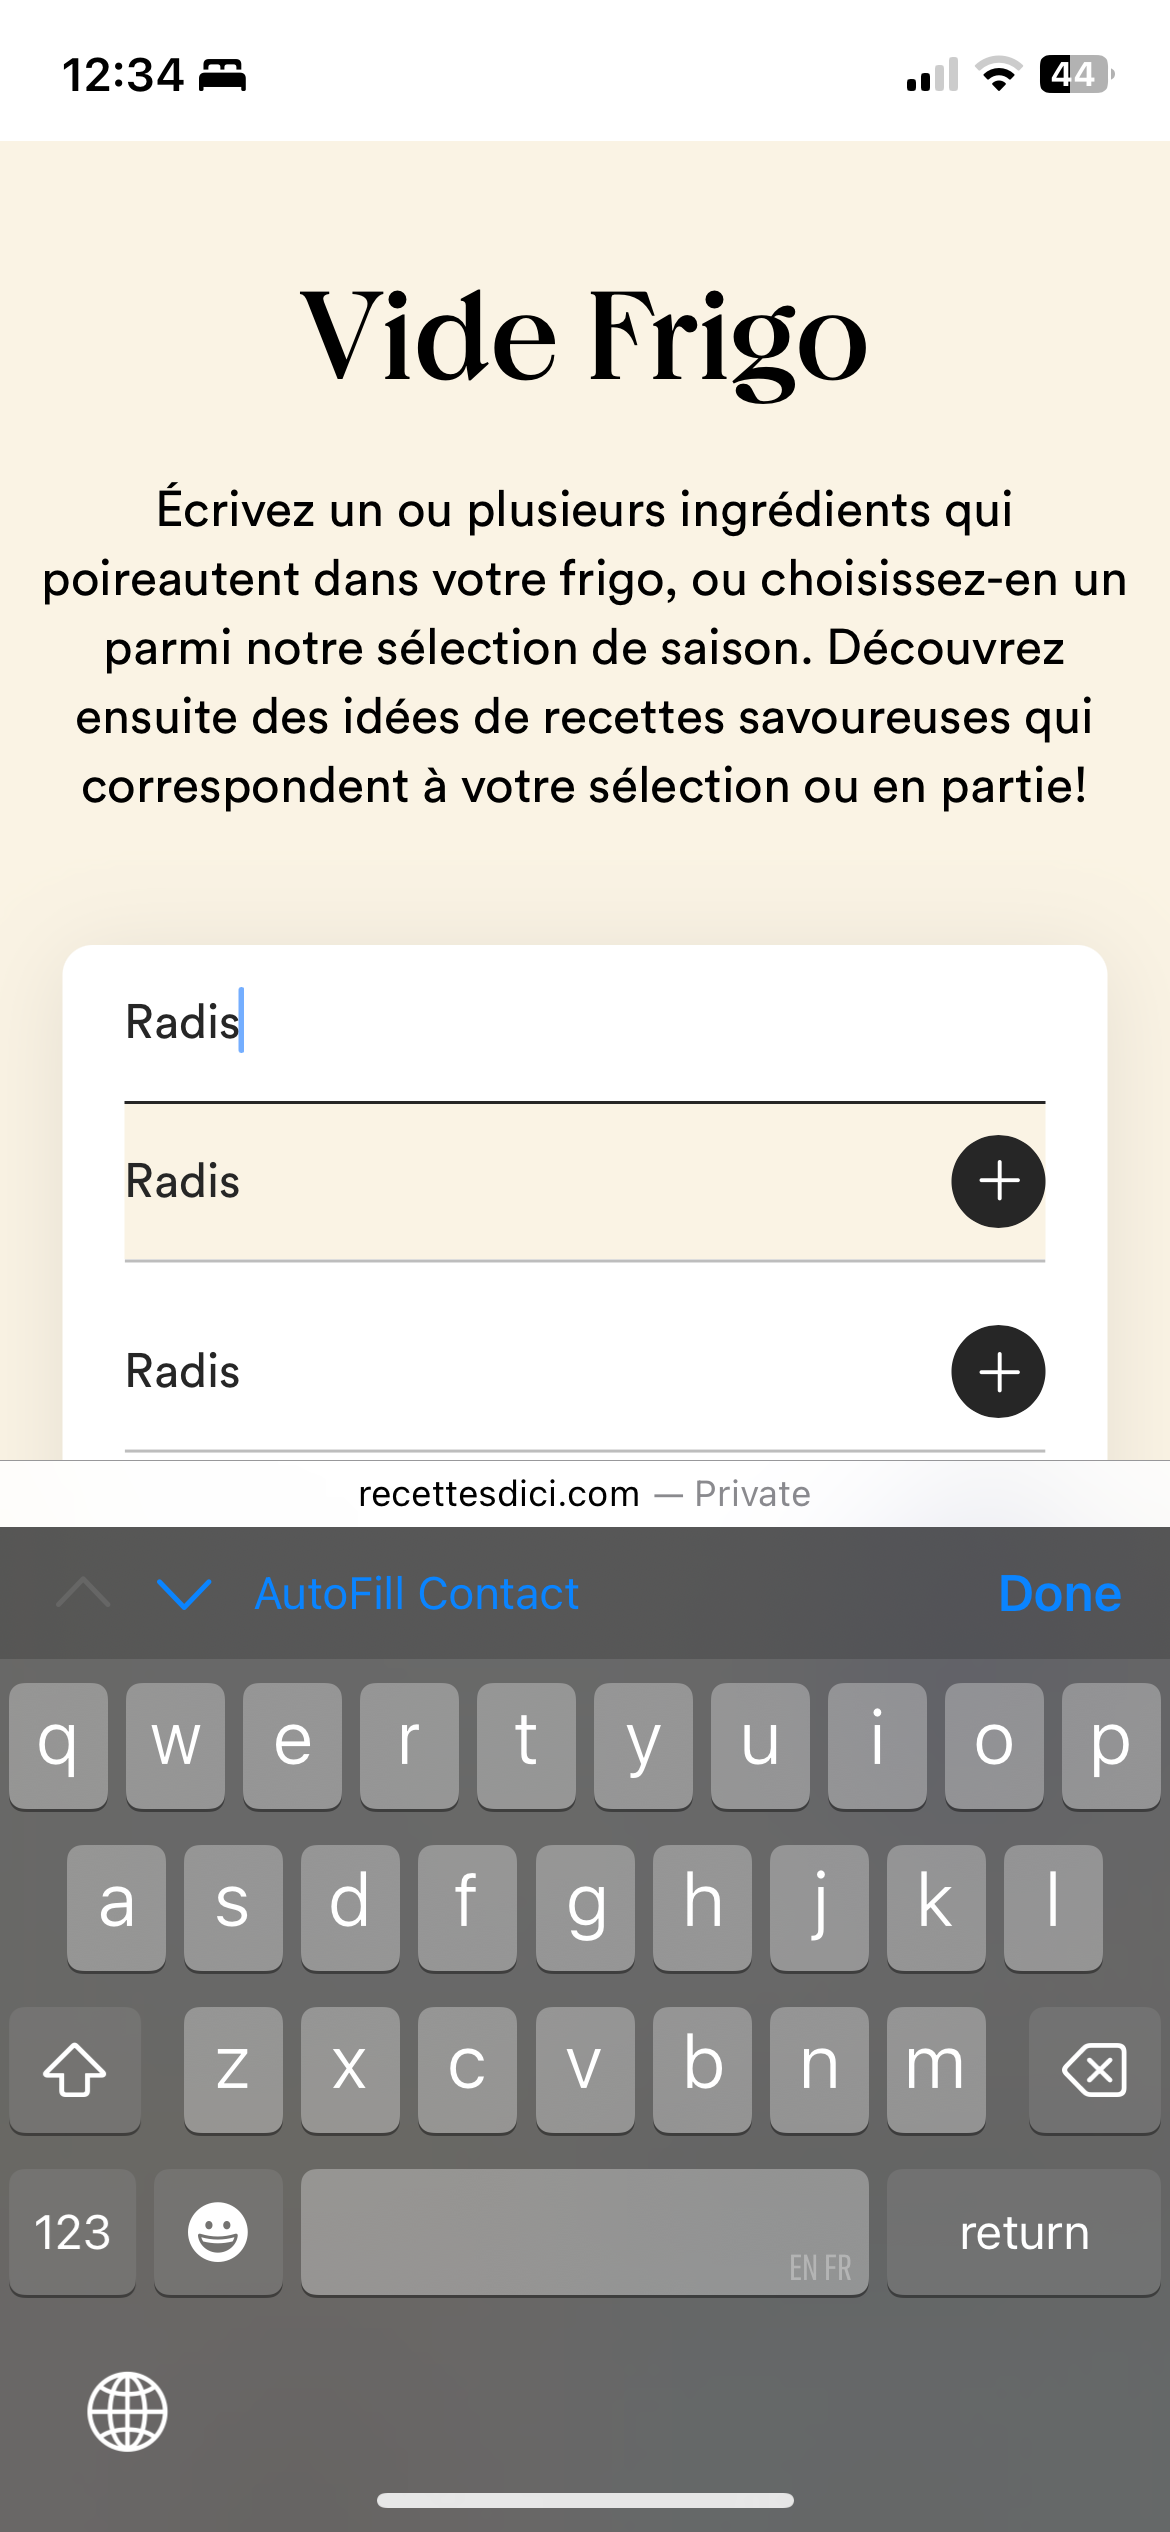 12:34
44
Vide Frigo
Écrivez un ou plusieurs ingrédients qui
poireautent dans votre frigo, ou choisissez-en un
parmi notre sélection de saison. Découvrez
ensuite des idées de recettes savoureuses qui
correspondent à votre sélection ou en partie!
Radis
Radis
Radis
recettesdici.com — Private
AutoFill Contact Done
q w e r t y u i o p
a s d f g h j k l
z x c v b n m
123 EN FR return